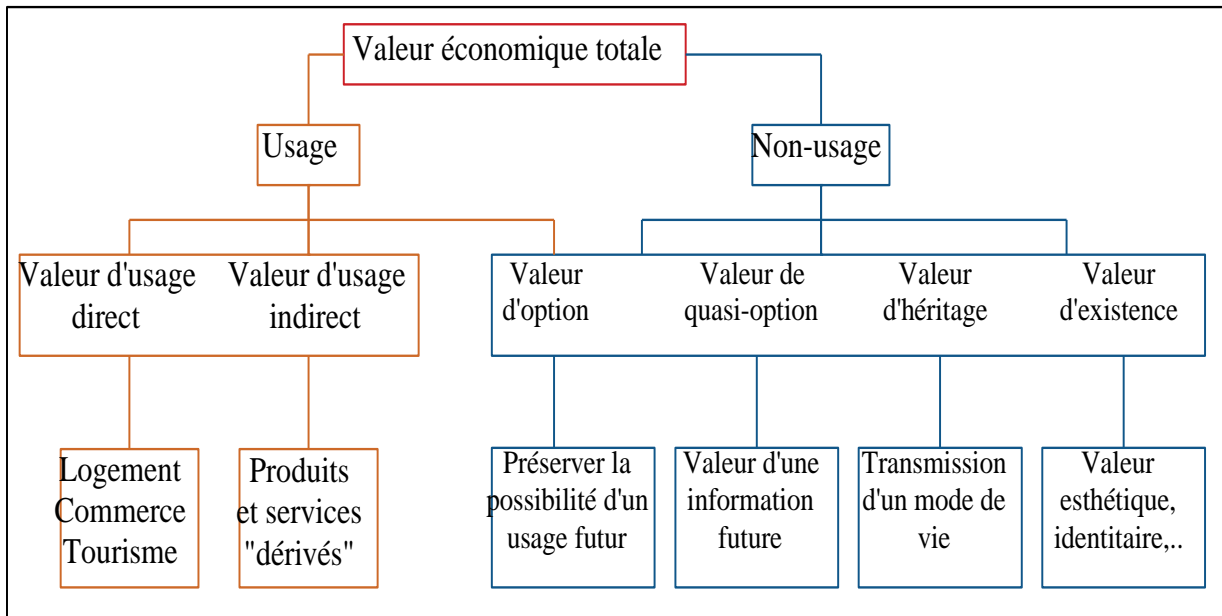 Valeur économique totale
Usage
Non-usage
Valeur d'usage
direct
Valeur d'usage
indirect
Valeur
d'option
Valeur de
quasi-option
Valeur
d'héritage
Valeur
d'existence
Logement
Commerce
Tourisme
Produits
et services
"dérivés"
Préserver la
possibilité d'un
usage futur
Valeur d'une
information
future
Transmission
d'un mode de
vie
Valeur
esthétique,
identitaire,..